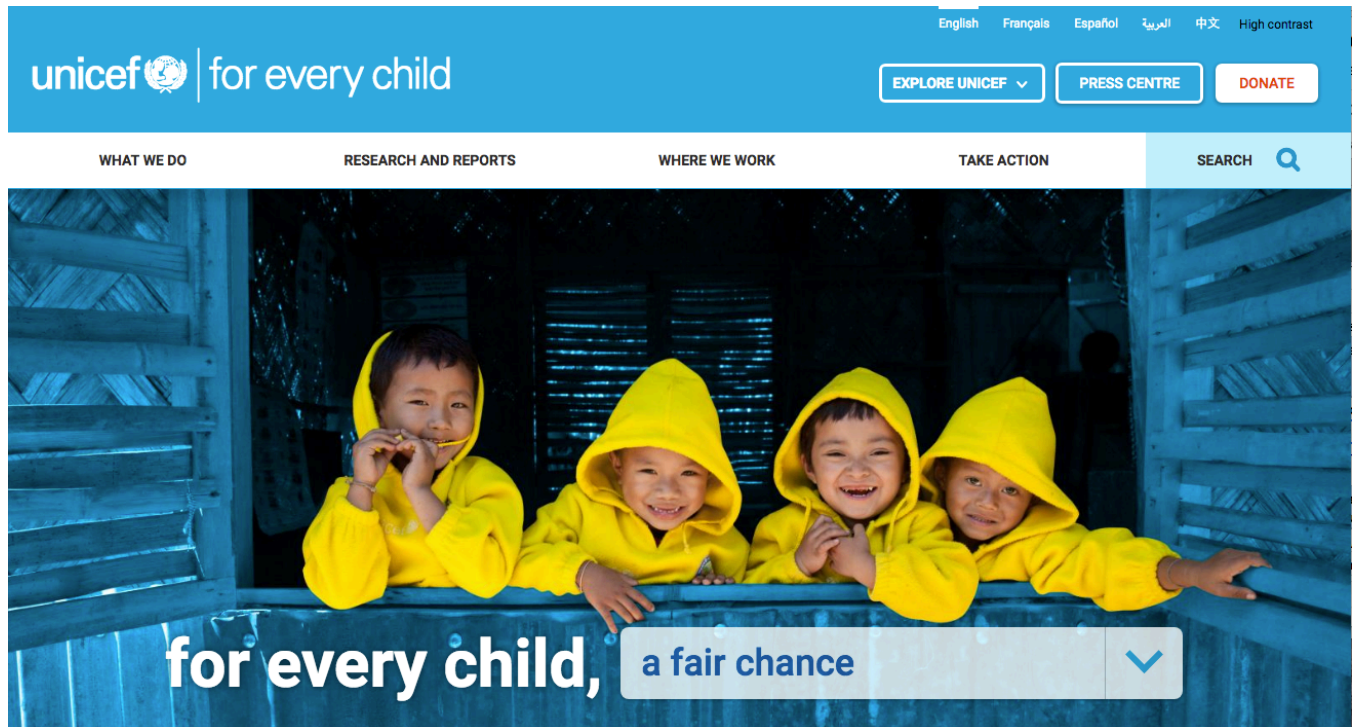 English Français Español العربية 中文 High contrast
unicef for every child
EXPLORE UNICEF PRESS CENTRE DONATE
WHAT WE DO RESEARCH AND REPORTS WHERE WE WORK TAKE ACTION SEARCH
for every child, a fair chance